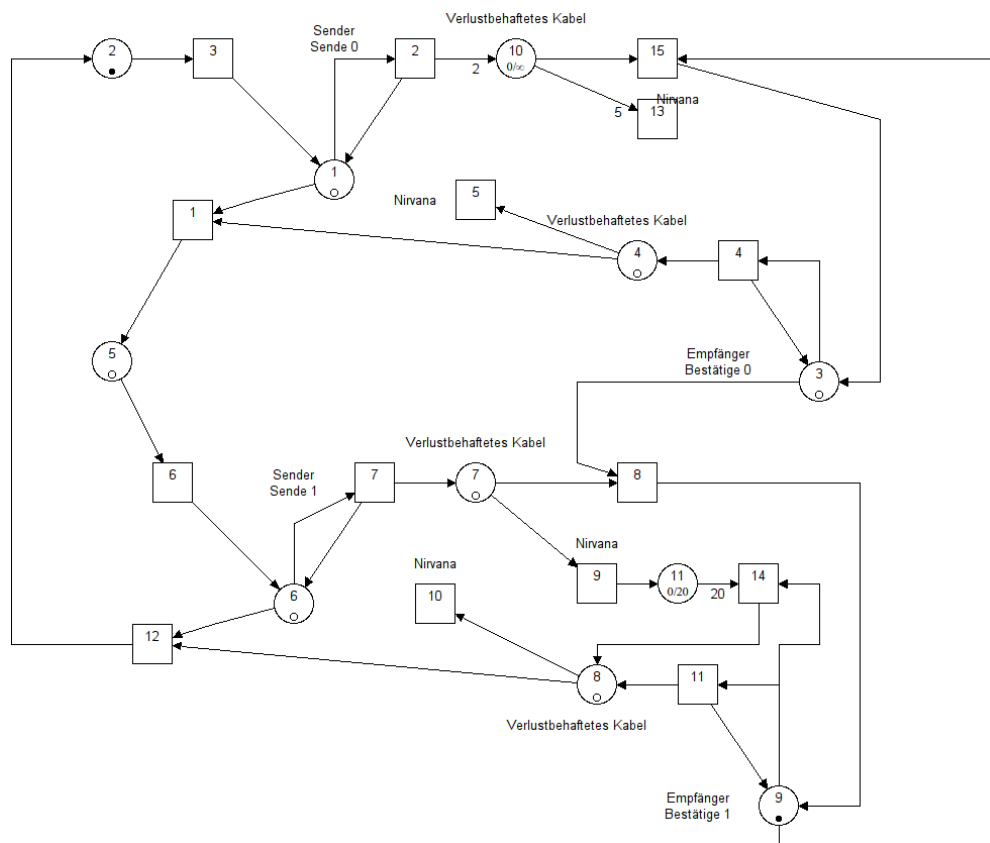 Verlustbehaftetes Kabel
Sender
Sende 0
2
3
2
10
0/∞
15
2
Nirvana
5
13
1
5
Nirvana
1
Verlustbehaftetes Kabel
4
4
Empfänger
Bestätige 0
5
3
Verlustbehaftetes Kabel
Sender
Sende 1
6
7
7
8
Nirvana
Nirvana
9
11
0/20
20
14
10
6
12
8
11
Verlustbehaftetes Kabel
Empfänger
Bestätige 1
9